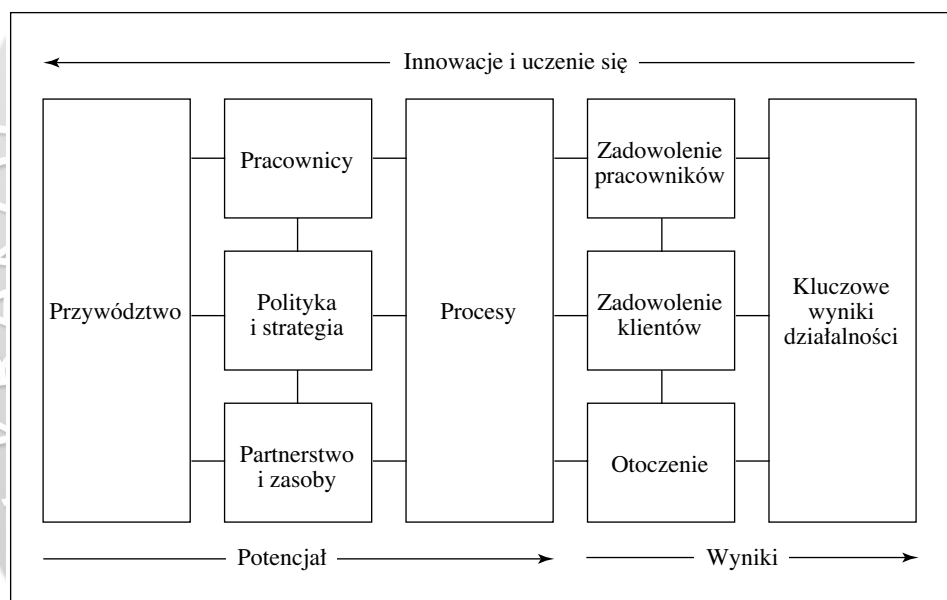 Innowacje i uczenie się
Przywództwo
Pracownicy
Polityka
i strategia
Partnerstwo
i zasoby
Procesy
Zadowolenie
pracowników
Zadowolenie
klientów
Otoczenie
Kluczowe
wyniki
działalności
Potencjał
Wyniki